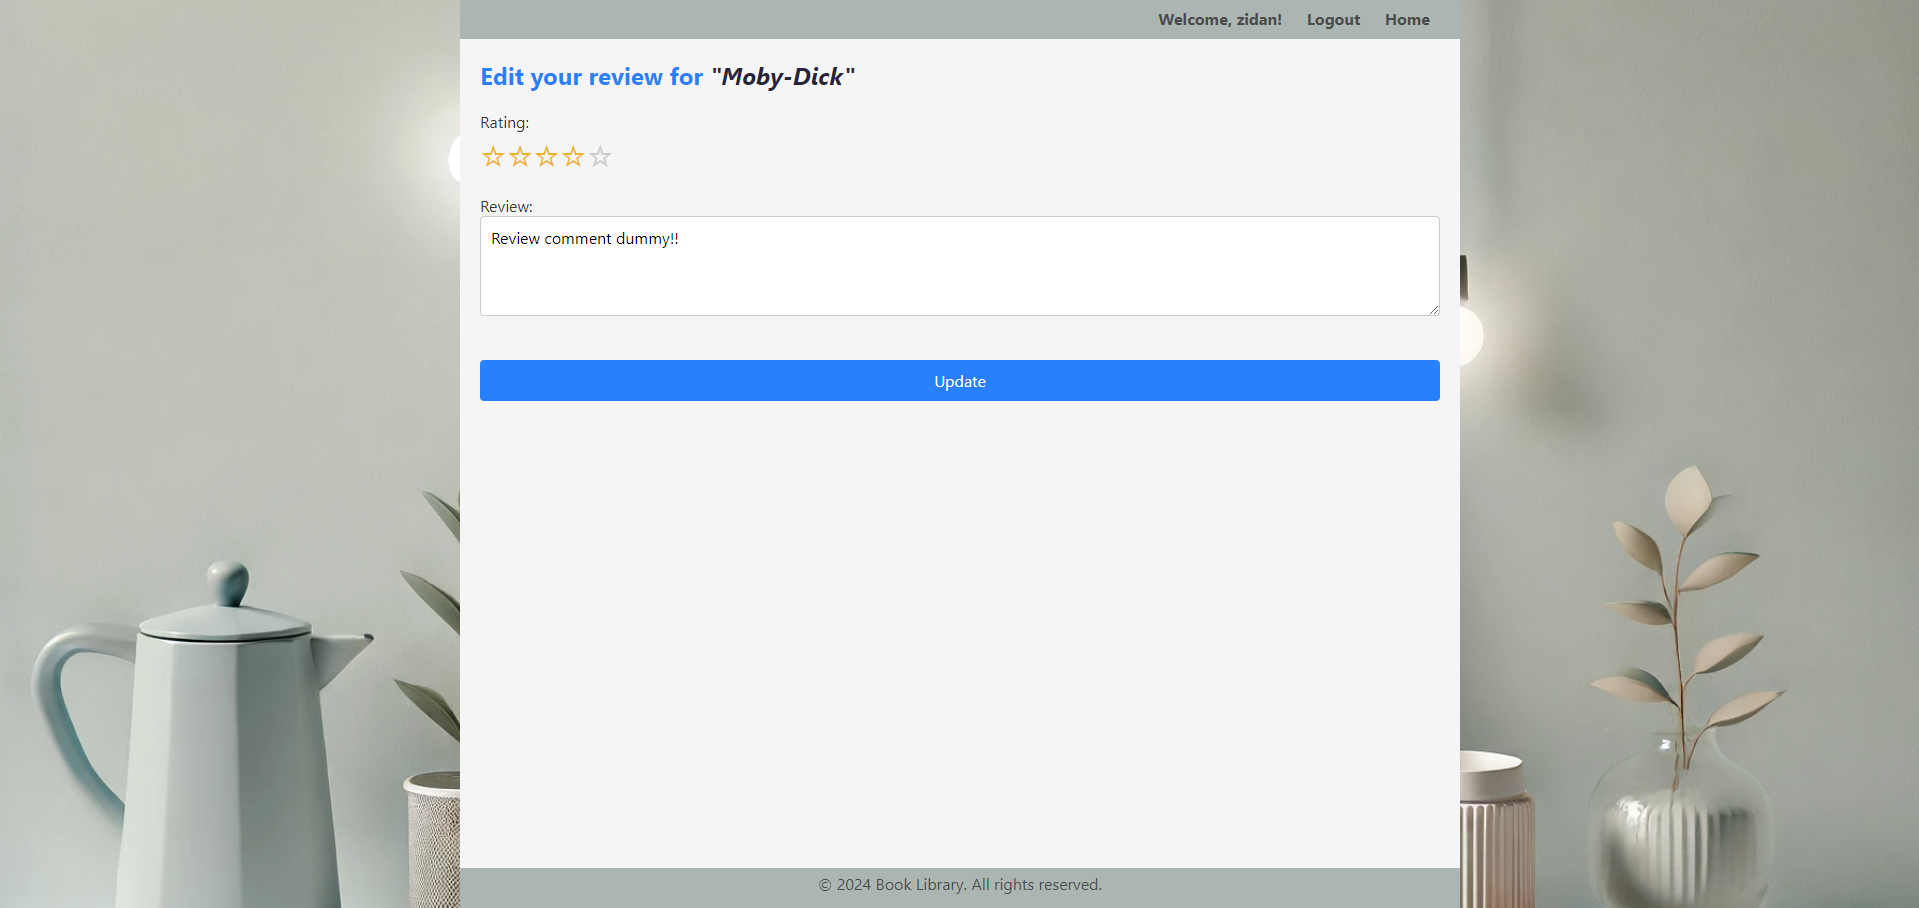 Welcome, zidan! Logout Home
Edit your review for "Moby-Dick"
Rating:
Review:
Review comment dummy!!
Update
© 2024 Book Library. All rights reserved.